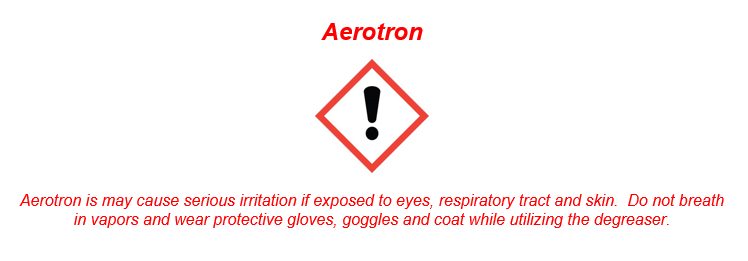 Aerotron
Aerotron is may cause serious irritation if exposed to eyes, respiratory tract and skin.  Do not breath
in vapors and wear protective gloves, goggles and coat while utilizing the degreaser.